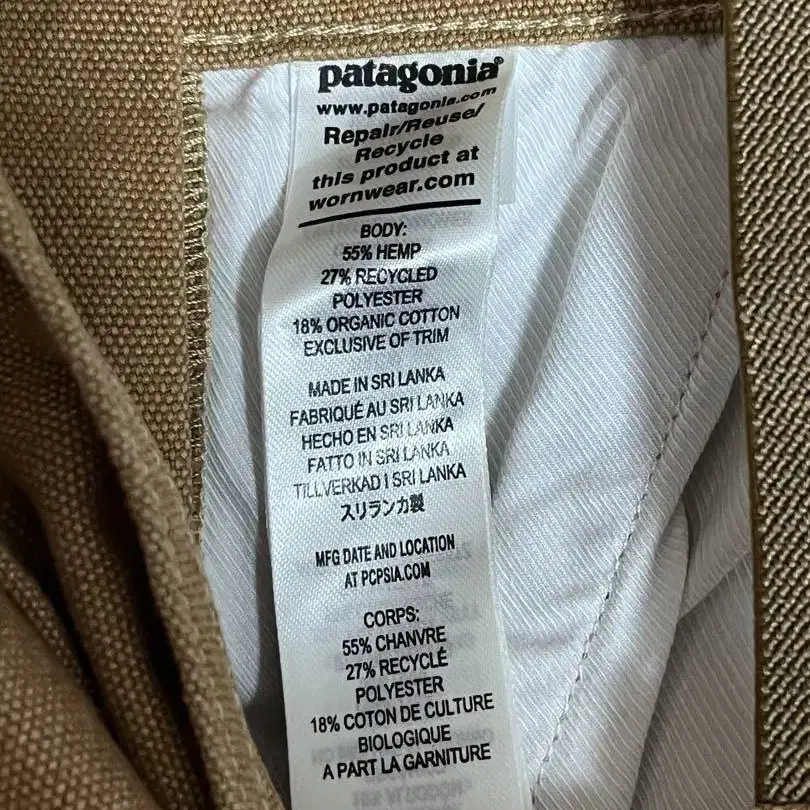 patagonia®
www.patagonia.com
Repair/Reuse/
Recycle
this product at
wornwear.com
BODY:
55% HEMP
27% RECYCLED
POLYESTER
18% ORGANIC COTTON
EXCLUSIVE OF TRIM
MADE IN SRI LANKA
FABRIQUÉ AU SRI LANKA
HECHO EN SRI LANKA
FATTO IN SRI LANKA
TILLVERKAD I SRI LANKA
スリランカ製
MFG DATE AND LOCATION
AT PCPSIA.COM
CORPS:
55% CHANVRE
27% RECYCLÉ
POLYESTER
18% COTON DE CULTURE
BIOLOGIQUE
A PART LA GARNITURE